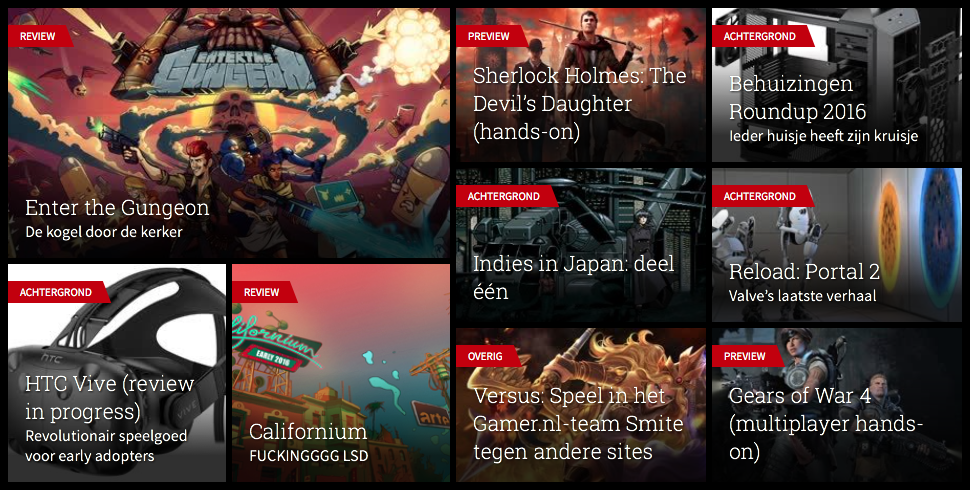 REVIEW
ENTER THE
GUNGEON
Enter the Gungeon
De kogel door de kerker
PREVIEW
Sherlock Holmes: The
Devil's Daughter
(hands-on)
ACHTERGROND
Behuizingen
Roundup 2016
Ieder huisje heeft zijn kruisje
ACHTERGROND
Indies in Japan: deel
één
ACHTERGROND
Reload: Portal 2
Valve's laatste verhaal
ACHTERGROND
hTC
VIVE
HTC Vive (review
in progress)
Revolutionair speelgoed
voor early adopters
REVIEW
lifornium
EARLY 2016
Californium
FUCKINGGGG LSD
OVERIG
Versus: Speel in het
Gamer.nl-team Smite
tegen andere sites
PREVIEW
Gears of War 4
(multiplayer hands-
on)